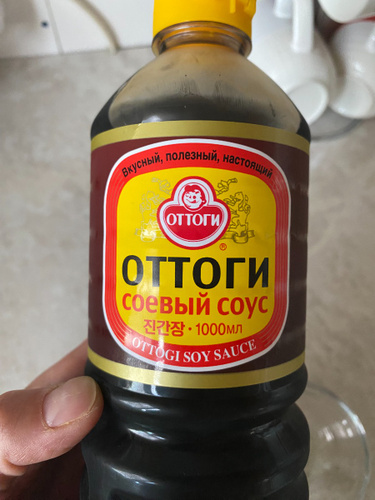 Вкусный, полезный, настоящий
ОТТОГИ
®
ОТТОГИ
соевый соус
진간장 · 1000мл
OTTOGI SOY SAUCE